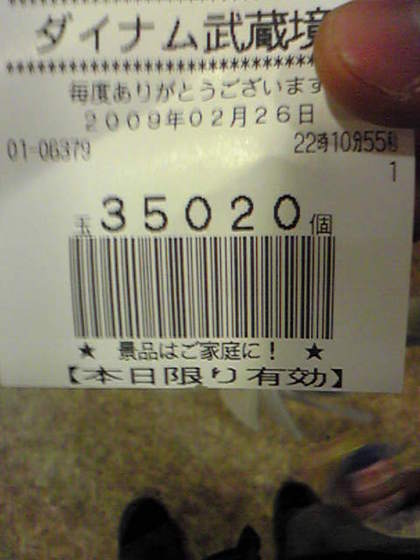 ダイナム武蔵境
********************************
毎度ありがとうございます
2009年02月26日
01-06379 22時10分55秒
1
玉 35020個
★ 景品はご家庭に! ★
【本日限り有効】